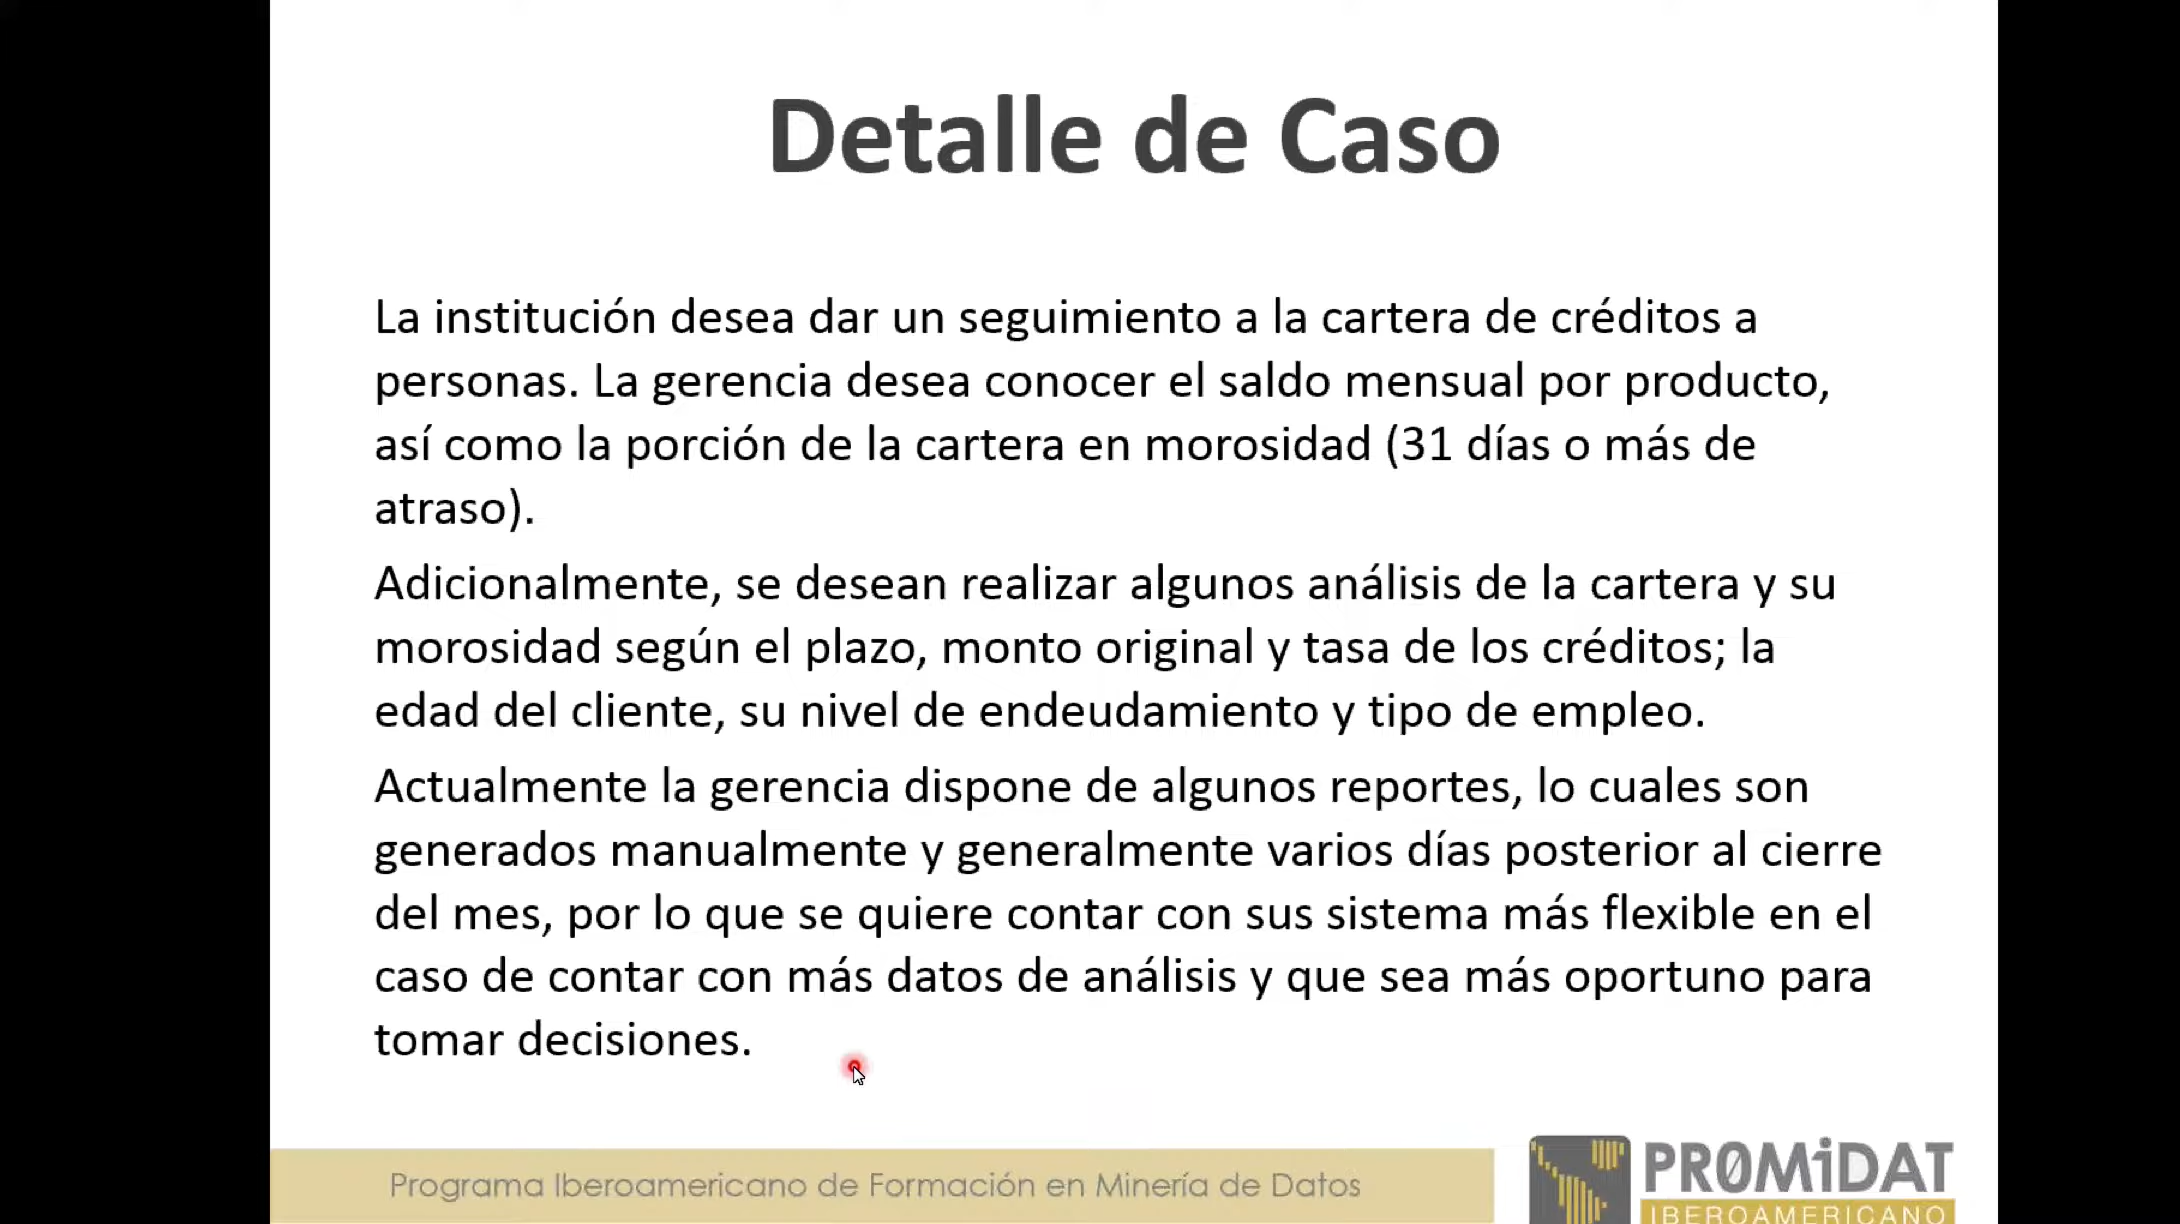 Detalle de Caso
La institución desea dar un seguimiento a la cartera de créditos a
personas. La gerencia desea conocer el saldo mensual por producto,
así como la porción de la cartera en morosidad (31 días o más de
atraso).
Adicionalmente, se desean realizar algunos análisis de la cartera y su
morosidad según el plazo, monto original y tasa de los créditos; la
edad del cliente, su nivel de endeudamiento y tipo de empleo.
Actualmente la gerencia dispone de algunos reportes, lo cuales son
generados manualmente y generalmente varios días posterior al cierre
del mes, por lo que se quiere contar con sus sistema más flexible en el
caso de contar con más datos de análisis y que sea más oportuno para
tomar decisiones.
Programa Iberoamericano de Formación en Minería de Datos
PR0MiDAT
IBEROAMERICANO